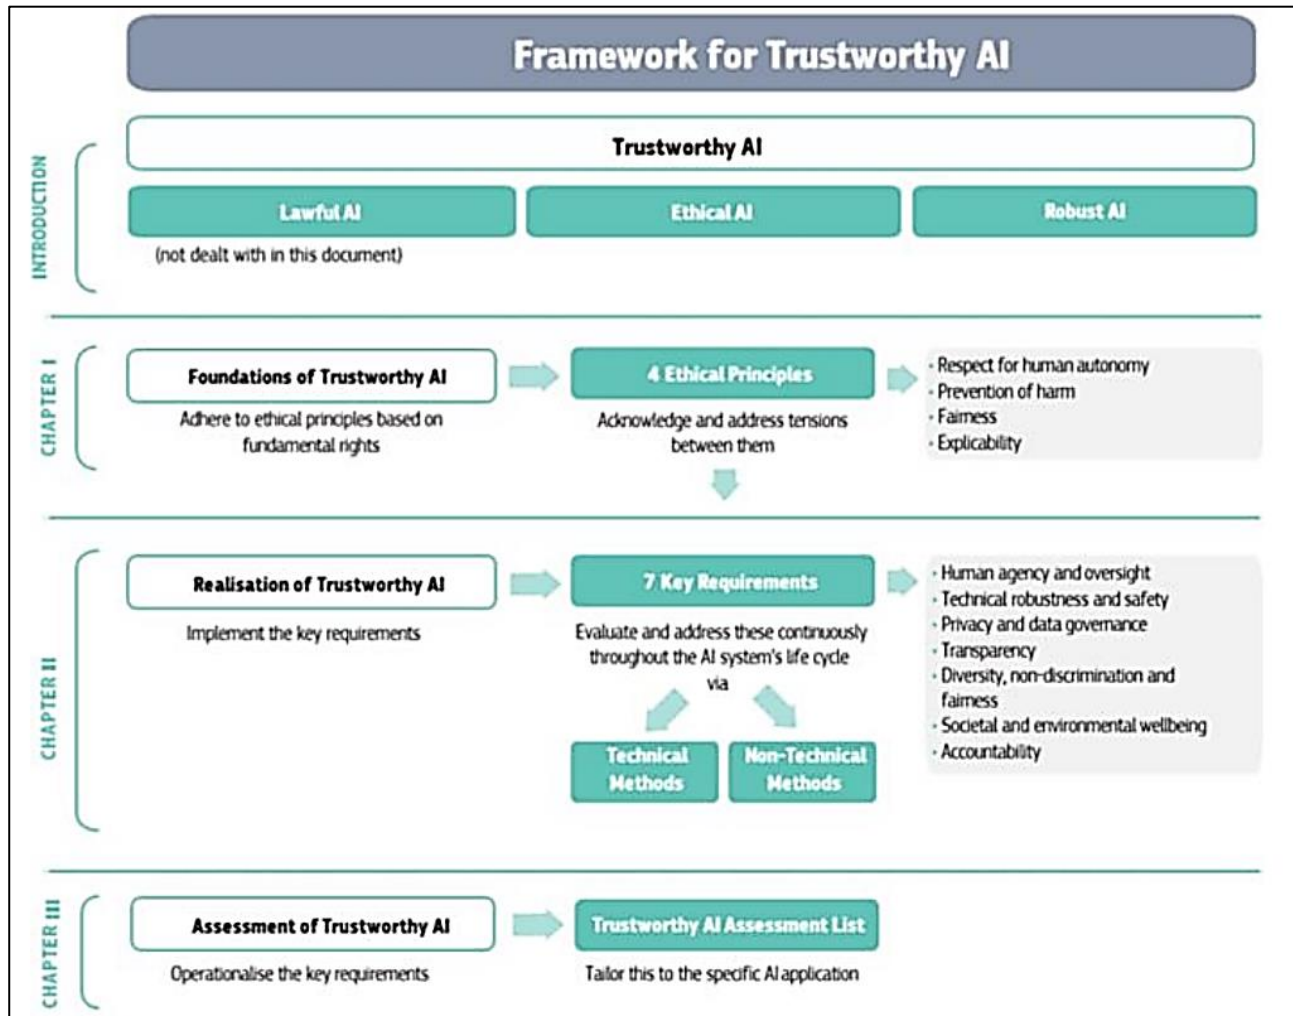 Framework for Trustworthy AI
INTRODUCTION
Trustworthy AI
Lawful AI
Ethical AI
Robust AI
(not dealt with in this document)
CHAPTER I
Foundations of Trustworthy AI
Adhere to ethical principles based on
fundamental rights
4 Ethical Principles
Acknowledge and address tensions
between them
· Respect for human autonomy
· Prevention of harm
· Fairness
· Explicability
CHAPTER II
Realisation of Trustworthy AI
Implement the key requirements
7 Key Requirements
Evaluate and address these continuously
throughout the AI system's life cycle
via
Technical
Methods
Non-Technical
Methods
· Human agency and oversight
· Technical robustness and safety
· Privacy and data governance
· Transparency
· Diversity, non-discrimination and
fairness
· Societal and environmental wellbeing
· Accountability
CHAPTER III
Assessment of Trustworthy AI
Operationalise the key requirements
Trustworthy AI Assessment List
Tailor this to the specific AI application